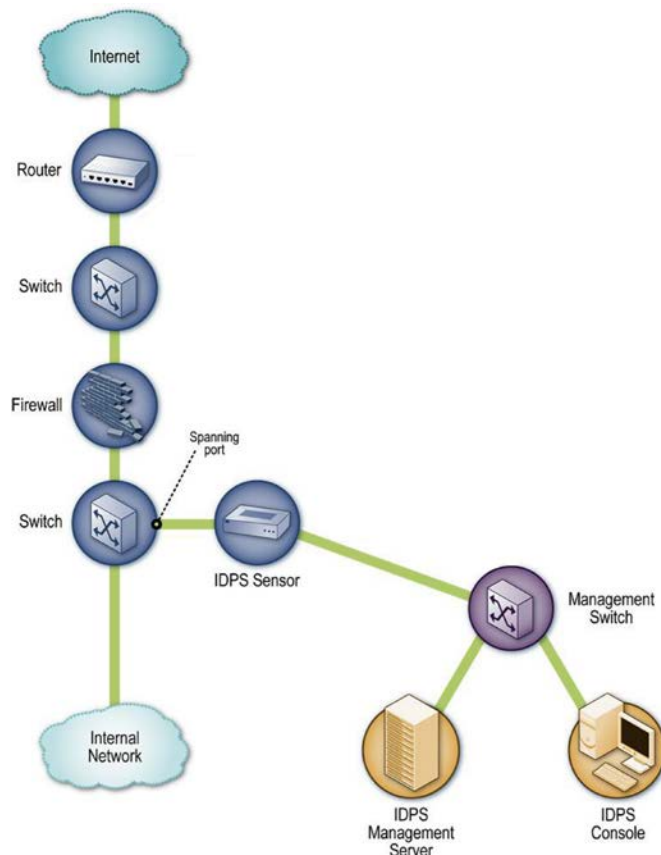 Internet
Router
Switch
Firewall
Spanning
port
Switch
IDPS Sensor
Management
Switch
Internal
Network
IDPS
Management
Server
IDPS
Console